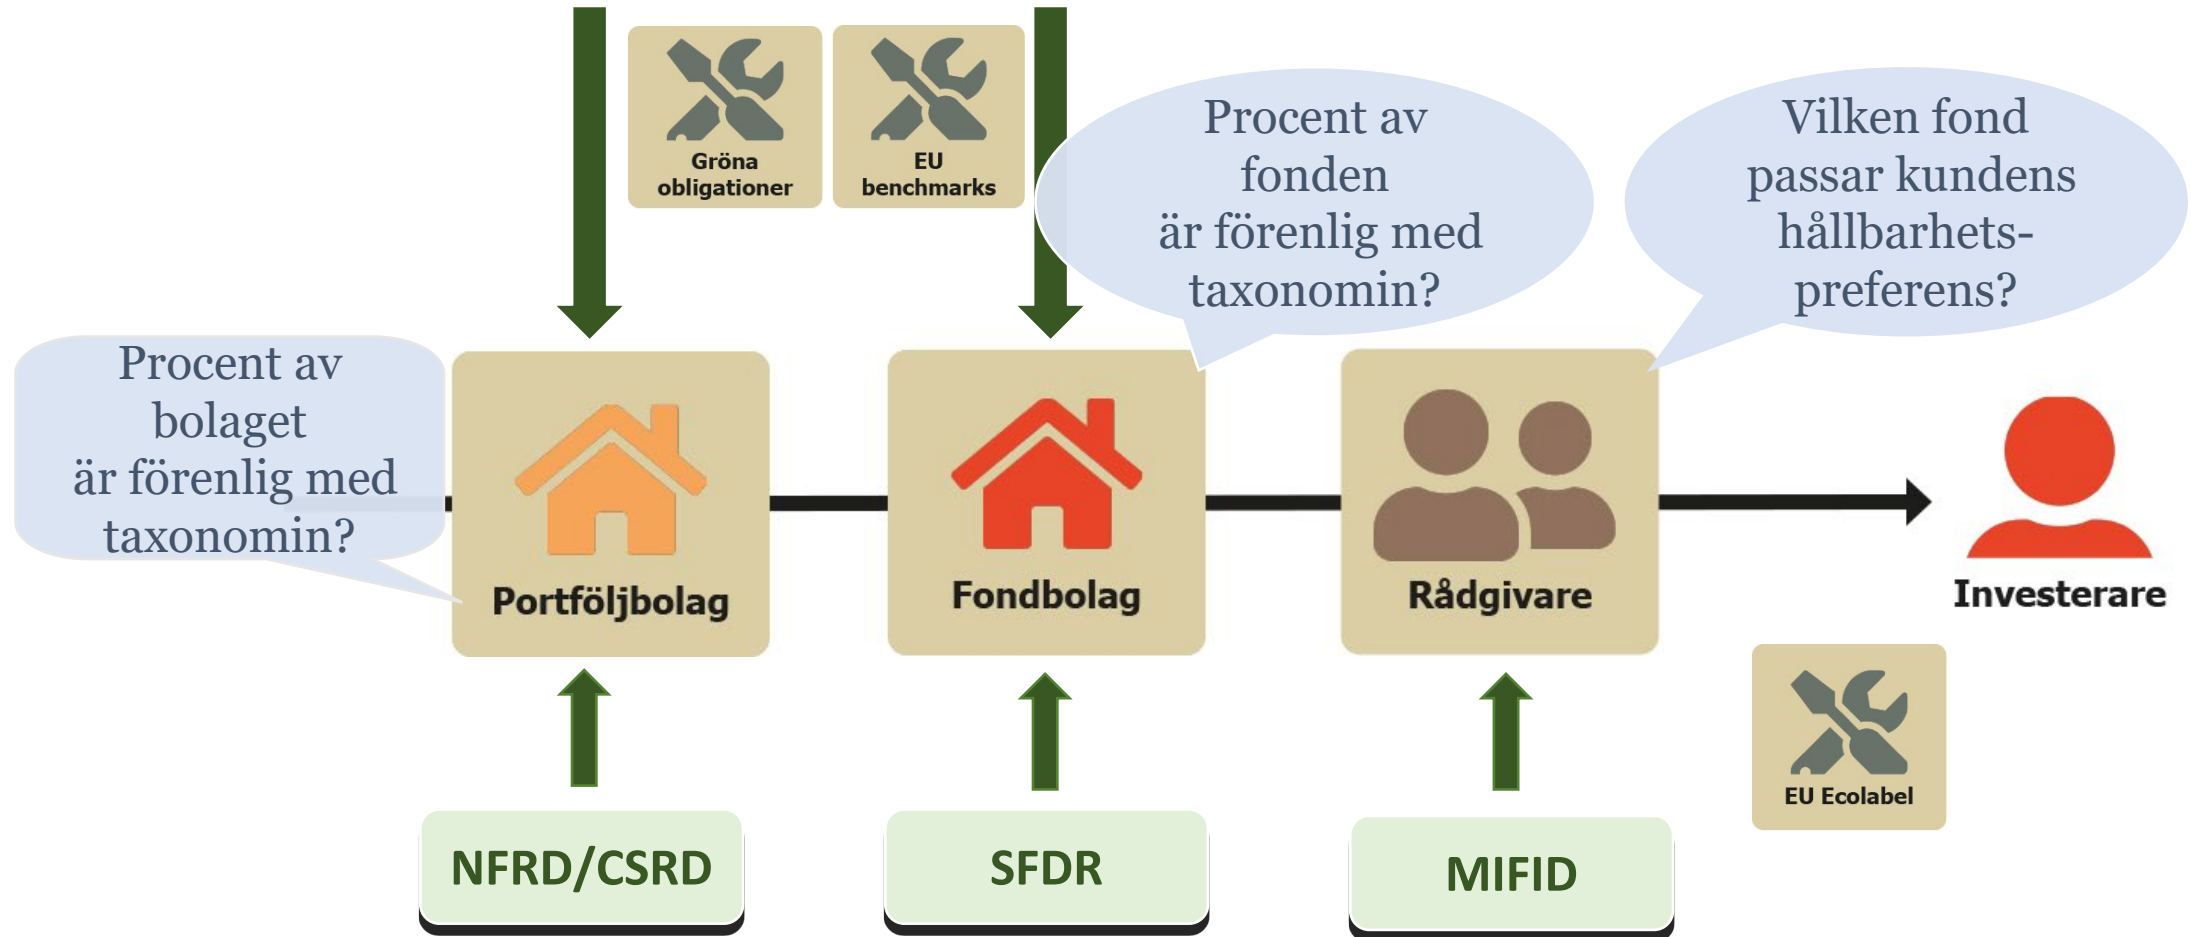 Gröna
obligationer
EU
benchmarks
Procent av
fonden
är förenlig med
taxonomin?
Vilken fond
passar kundens
hållbarhets-
preferens?
Procent av
bolaget
är förenlig med
taxonomin?
Portföljbolag
Fondbolag
Rådgivare
Investerare
EU Ecolabel
NFRD/CSRD
SFDR
MIFID